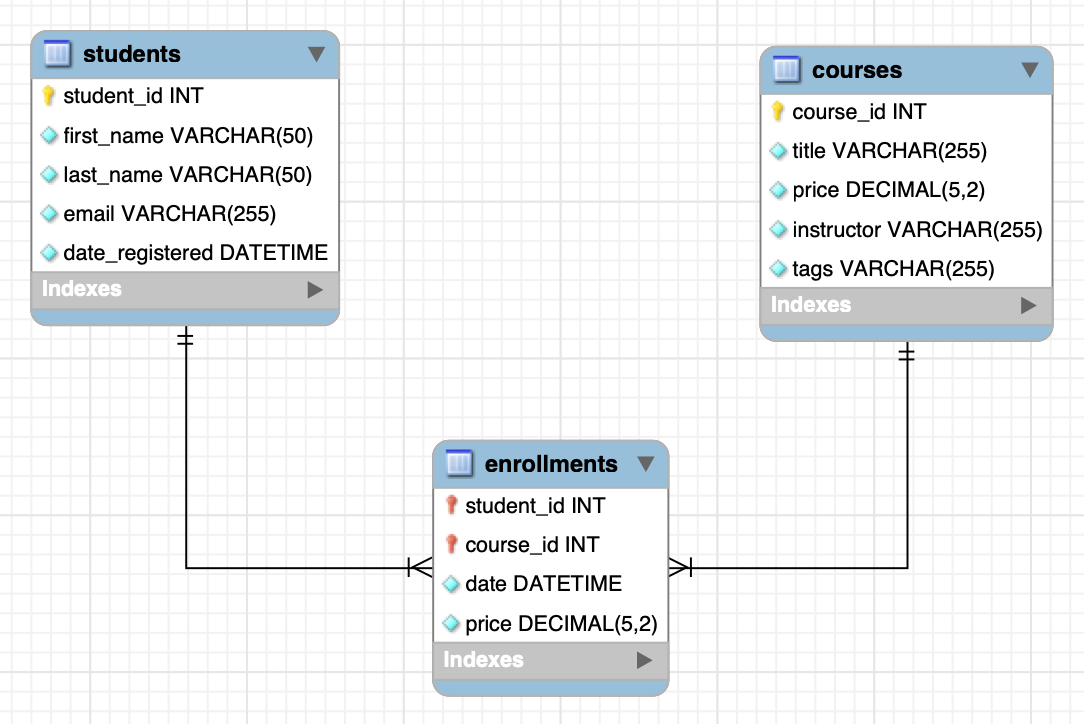 students
student_id INT
first_name VARCHAR(50)
last_name VARCHAR(50)
email VARCHAR(255)
date_registered DATETIME
Indexes
courses
course_id INT
title VARCHAR(255)
price DECIMAL(5,2)
instructor VARCHAR(255)
tags VARCHAR(255)
Indexes
enrollments
student_id INT
course_id INT
date DATETIME
price DECIMAL(5,2)
Indexes